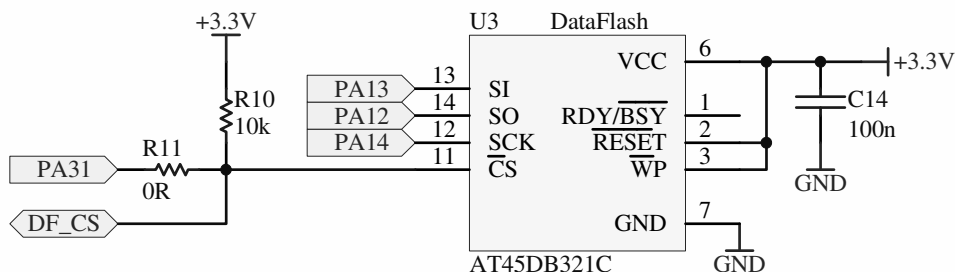 U3 DataFlash
+3.3V
VCC 6 +3.3V
PA13 13 SI
R10
10k
C14
100n
PA12 14 SO RDY/BSY 1
PA14 12 SCK RESET 2
R11
PA31 11 CS WP 3
0R
GND
DF_CS GND 7
AT45DB321C GND